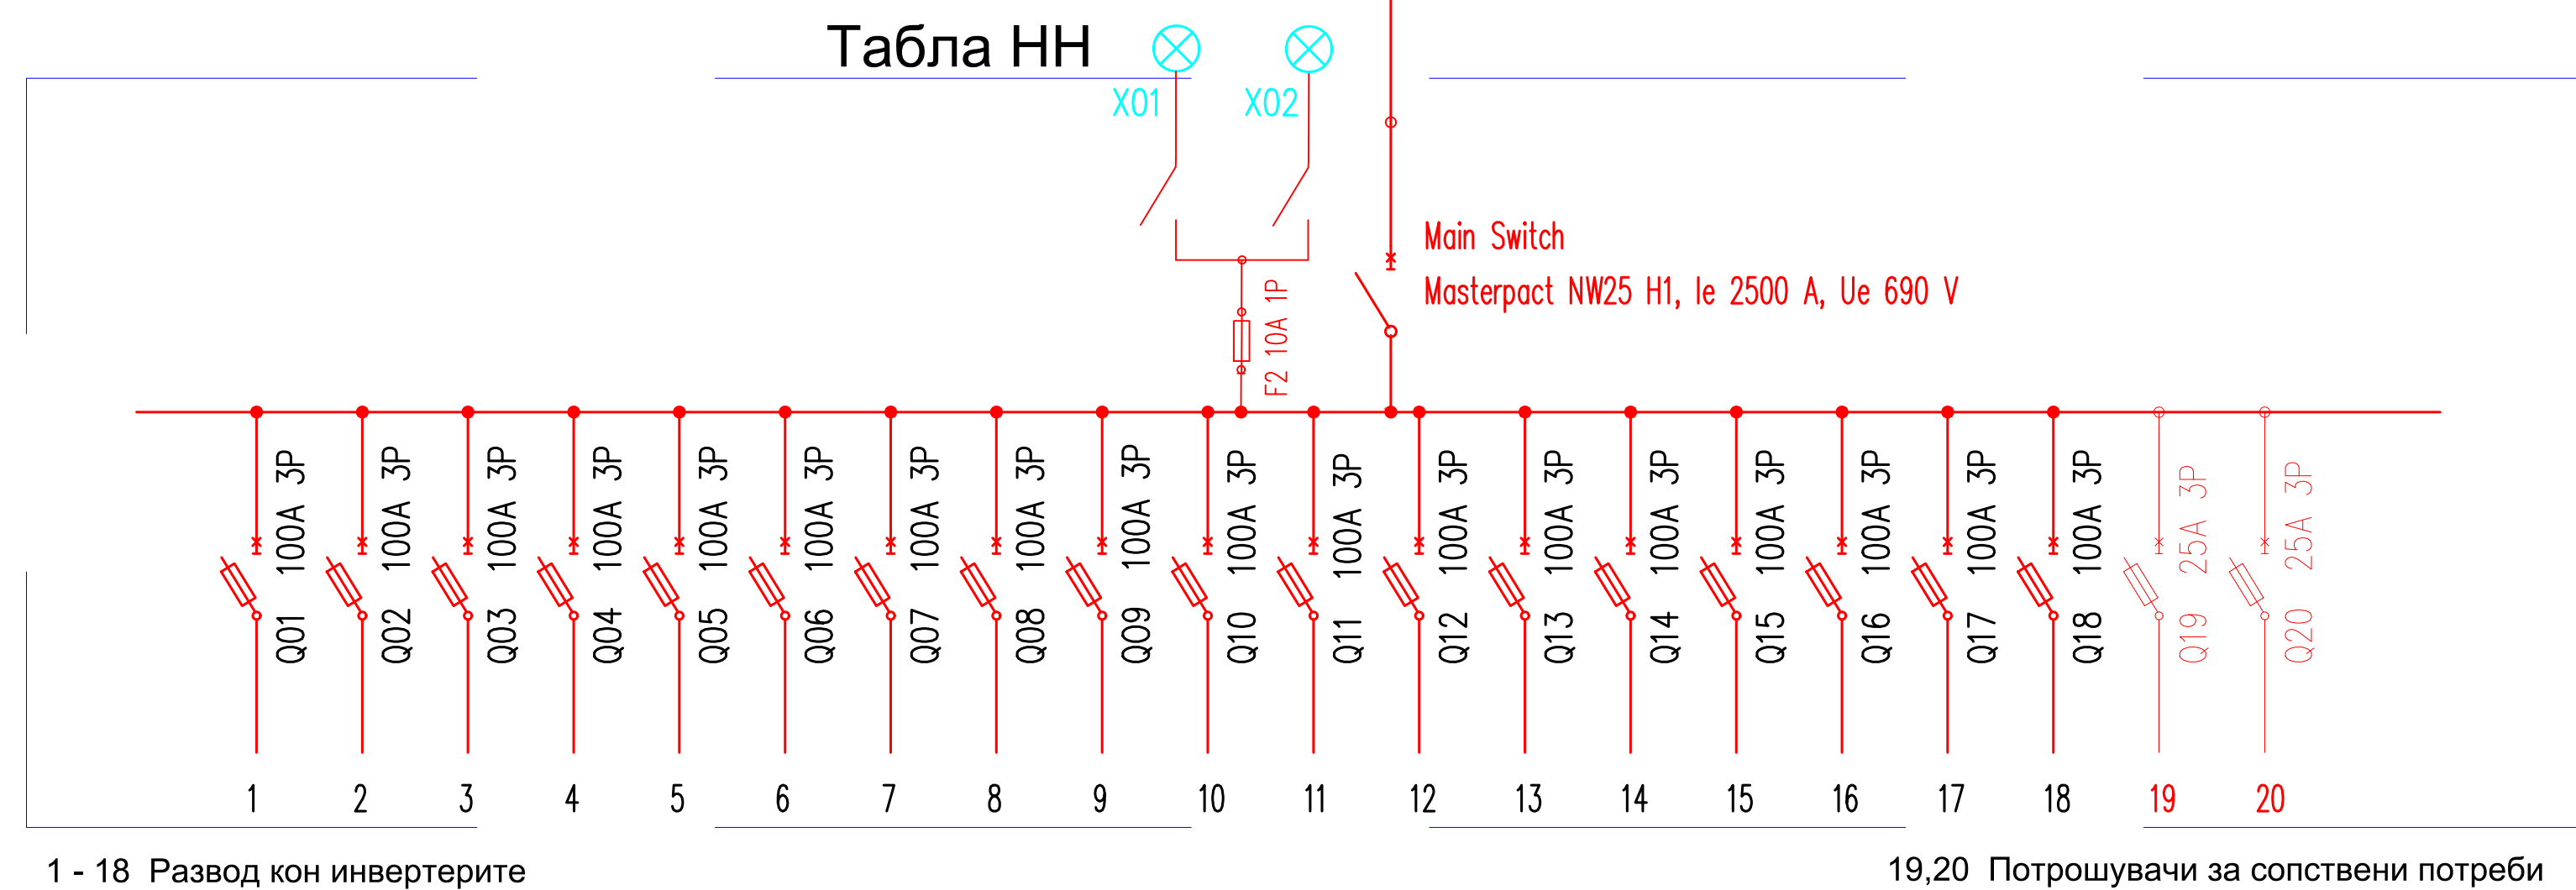 Табла НН
X01
X02
Main Switch
Masterpact NW25 H1, Ie 2500 A, Ue 690 V
F2 10A 1P
Q01 100A 3P
Q02 100A 3P
Q03 100A 3P
Q04 100A 3P
Q05 100A 3P
Q06 100A 3P
Q07 100A 3P
Q08 100A 3P
Q09 100A 3P
Q10 100A 3P
Q11 100A 3P
Q12 100A 3P
Q13 100A 3P
Q14 100A 3P
Q15 100A 3P
Q16 100A 3P
Q17 100A 3P
Q18 100A 3P
Q19 25A 3P
Q20 25A 3P
1 2 3 4 5 6 7 8 9 10 11 12 13 14 15 16 17 18 19 20
1 - 18 Развод кон инвертерите
19,20 Потрошувачи за сопствени потреби